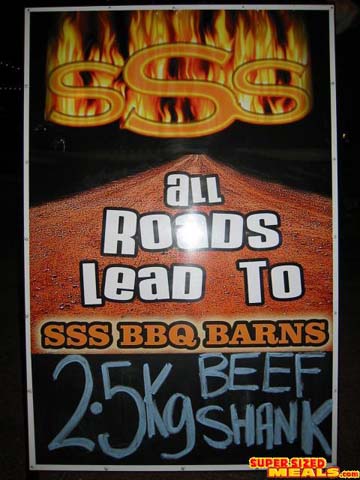 SSS
ALL
ROADS
LEAD TO
SSS BBQ BARNS
2.5Kg BEEF SHANK
SUPER-SIZED
MEALS.com